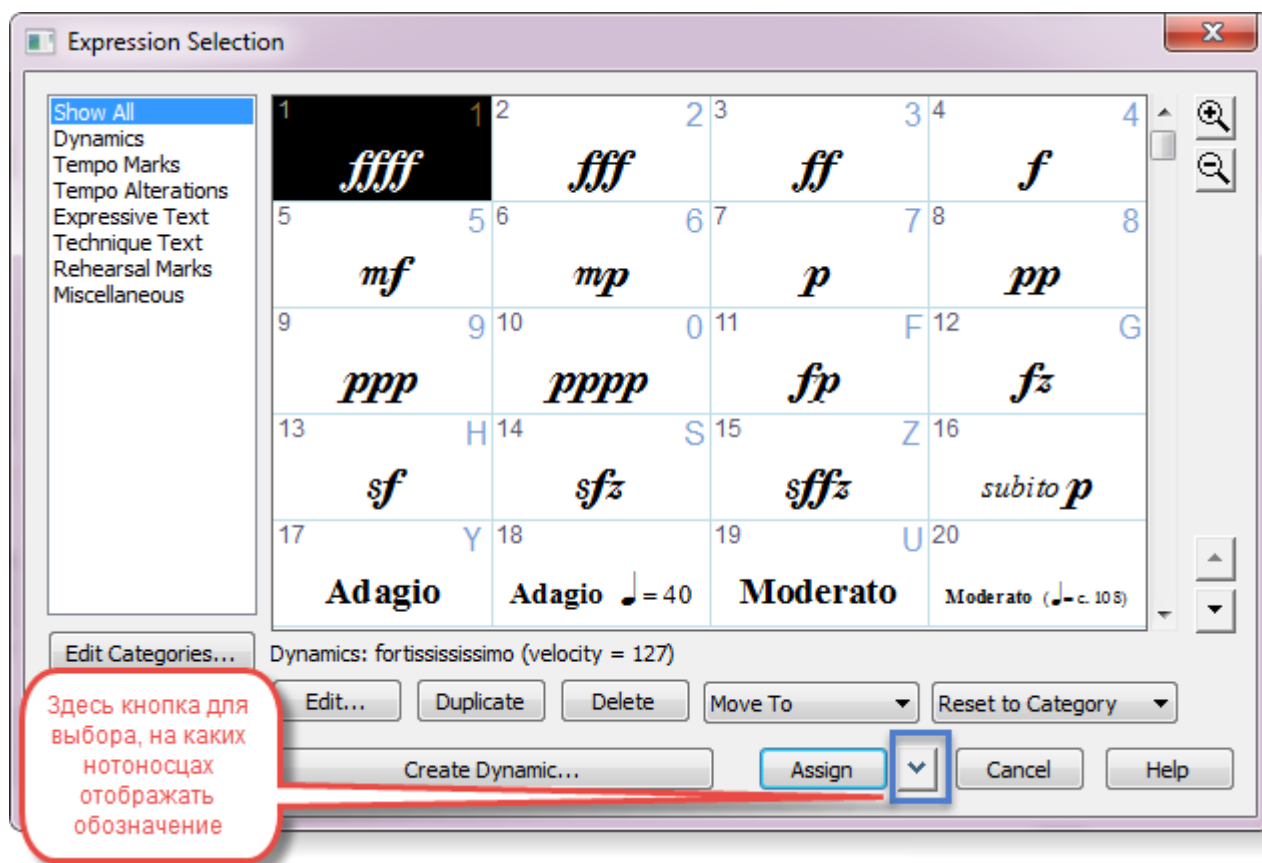 Expression Selection
Show All
Dynamics
Tempo Marks
Tempo Alterations
Expressive Text
Technique Text
Rehearsal Marks
Miscellaneous
1 1 2 2 3 3 4 4
ffff fff ff f
5 5 6 6 7 7 8 8
mf mp p pp
9 9 10 0 11 F 12 G
ppp pppp fp fz
13 H 14 S 15 Z 16
sf sfz sffz subito p
17 Y 18 19 U 20
Adagio Adagio ♩ = 40 Moderato Moderato (♩= c. 108)
Edit Categories... Dynamics: fortissississimo (velocity = 127)
Edit... Duplicate Delete Move To Reset to Category
Create Dynamic... Assign Cancel Help
Здесь кнопка для
выбора, на каких
нотоносцах
отображать
обозначение